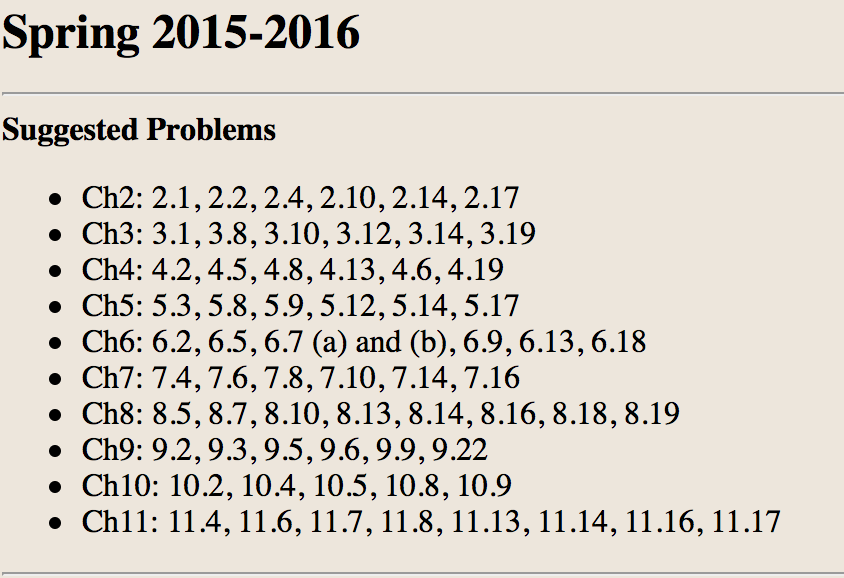 Spring 2015-2016
Suggested Problems
• Ch2: 2.1, 2.2, 2.4, 2.10, 2.14, 2.17
• Ch3: 3.1, 3.8, 3.10, 3.12, 3.14, 3.19
• Ch4: 4.2, 4.5, 4.8, 4.13, 4.6, 4.19
• Ch5: 5.3, 5.8, 5.9, 5.12, 5.14, 5.17
• Ch6: 6.2, 6.5, 6.7 (a) and (b), 6.9, 6.13, 6.18
• Ch7: 7.4, 7.6, 7.8, 7.10, 7.14, 7.16
• Ch8: 8.5, 8.7, 8.10, 8.13, 8.14, 8.16, 8.18, 8.19
• Ch9: 9.2, 9.3, 9.5, 9.6, 9.9, 9.22
• Ch10: 10.2, 10.4, 10.5, 10.8, 10.9
• Ch11: 11.4, 11.6, 11.7, 11.8, 11.13, 11.14, 11.16, 11.17